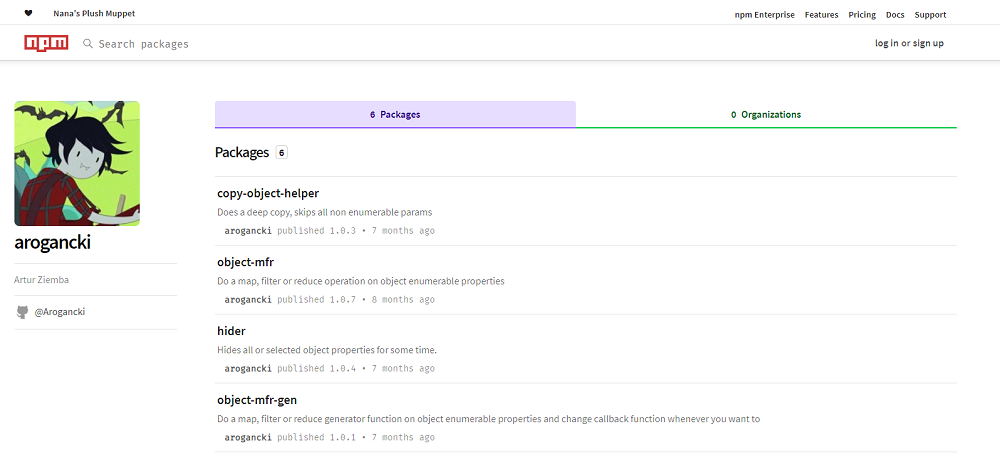 Nana's Plush Muppet
npm Enterprise Features Pricing Docs Support
npm Search packages log in or sign up
6 Packages 0 Organizations
Packages 6
copy-object-helper
Does a deep copy, skips all non enumerable params
arogancki published 1.0.3 • 7 months ago
arogancki
Artur Ziemba
@Arogancki
object-mfr
Do a map, filter or reduce operation on object enumerable properties
arogancki published 1.0.7 • 8 months ago
hider
Hides all or selected object properties for some time.
arogancki published 1.0.4 • 7 months ago
object-mfr-gen
Do a map, filter or reduce generator function on object enumerable properties and change callback function whenever you want to
arogancki published 1.0.1 • 7 months ago